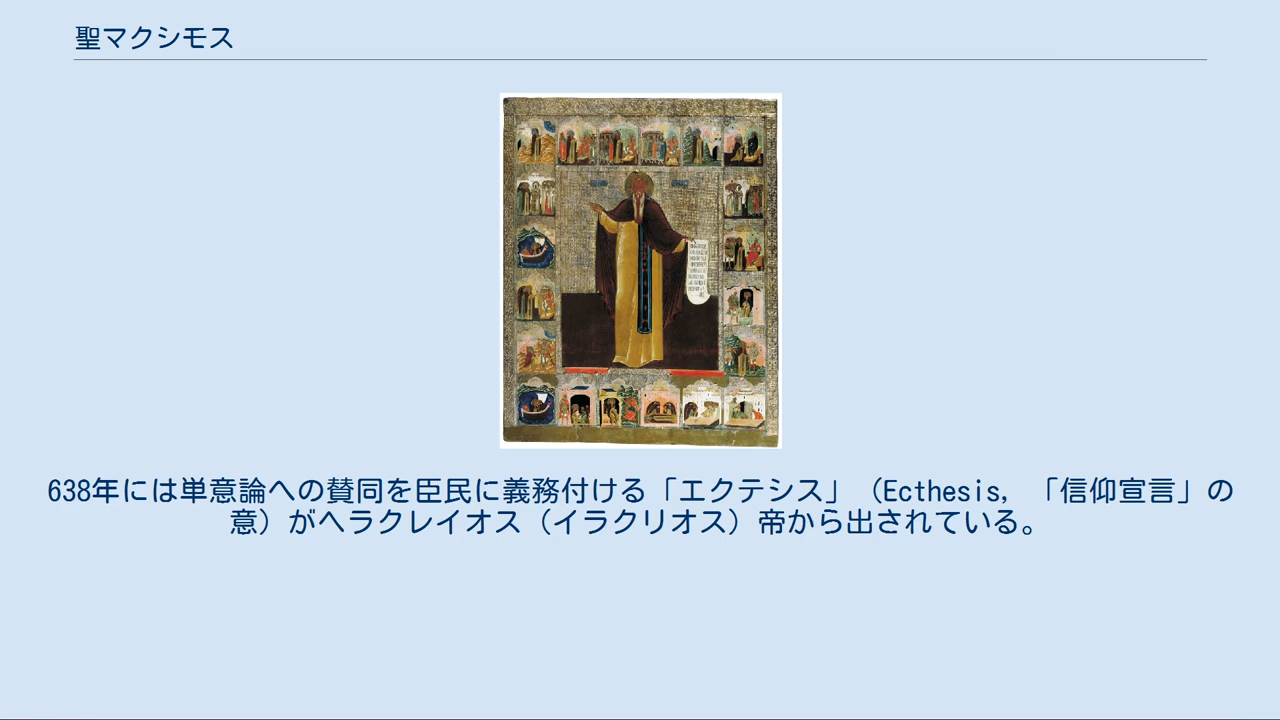 聖マクシモス
638年には単意論への賛同を臣民に義務付ける「エクテシス」（Ecthesis, 「信仰宣言」の
意）がヘラクレイオス（イラクリオス）帝から出されている。